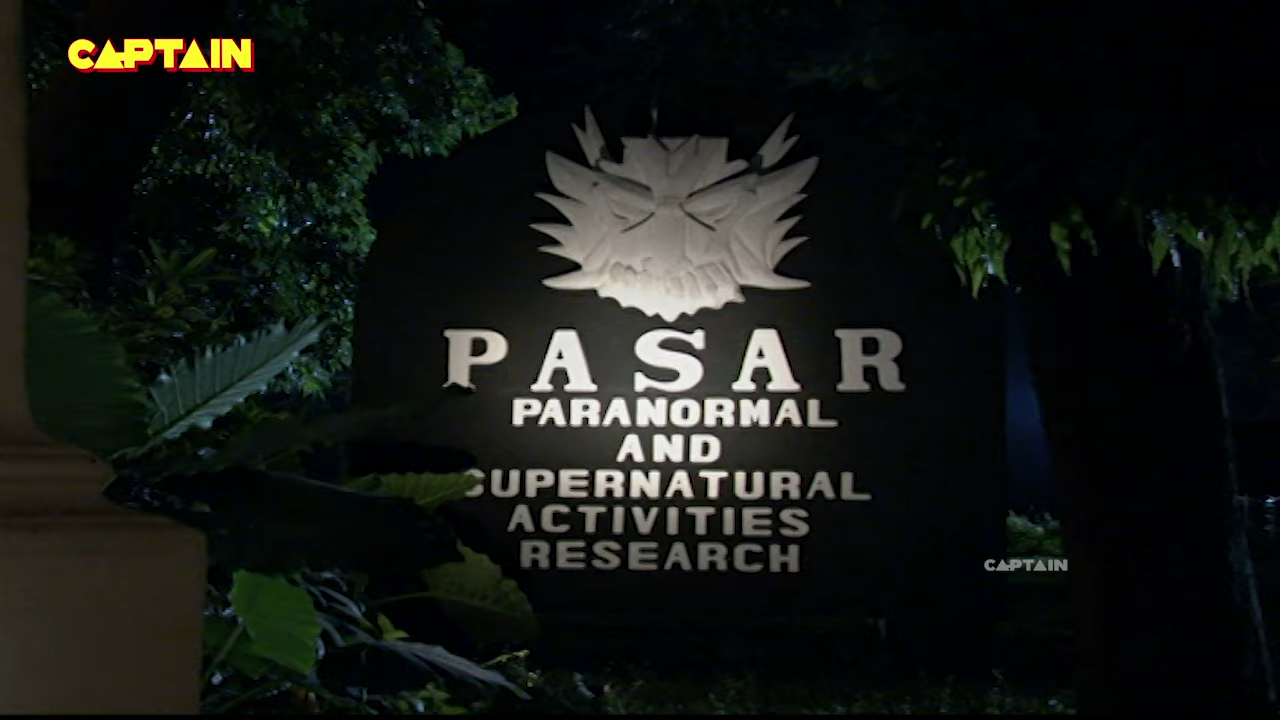 CAPTAIN
PASAR
PARANORMAL
AND
SUPERNATURAL
ACTIVITIES
RESEARCH
CAPTAIN